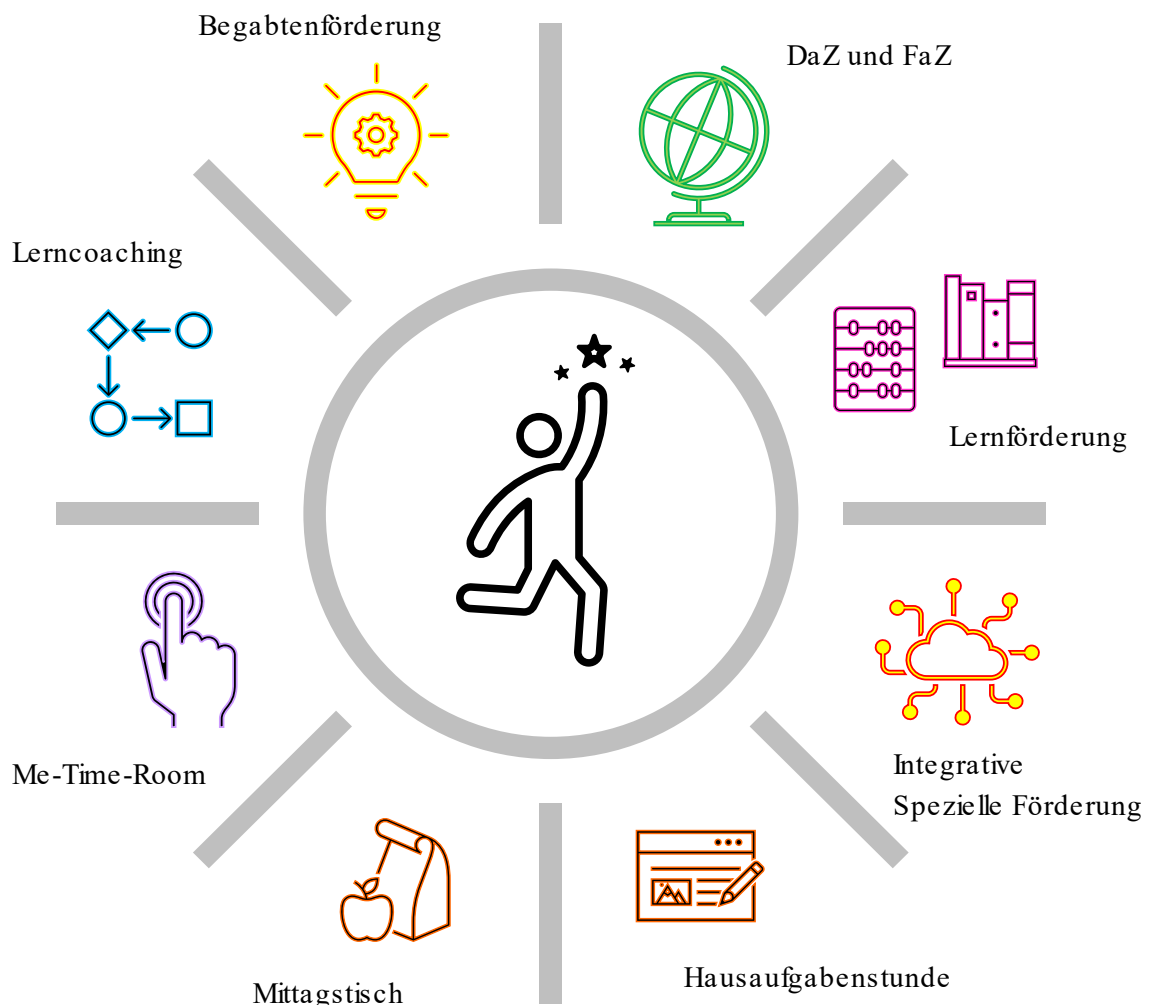 Begabtenförderung
DaZ und FaZ
Lerncoaching
Lernförderung
Me-Time-Room
Integrative
Spezielle Förderung
Hausaufgabenstunde
Mittagstisch